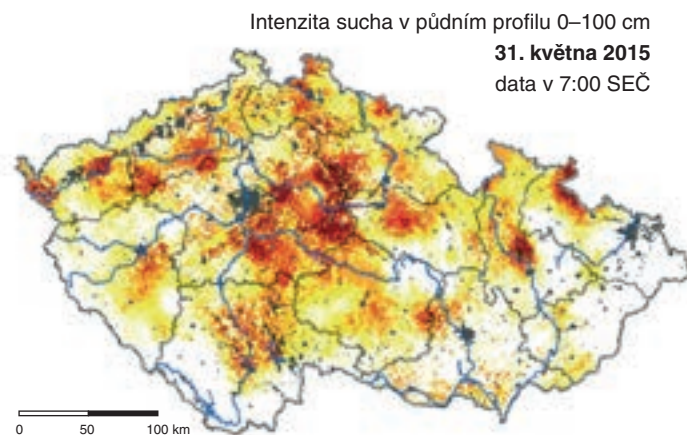 Intenzita sucha v půdním profilu 0–100 cm
31. května 2015
data v 7:00 SEČ
0 50 100 km